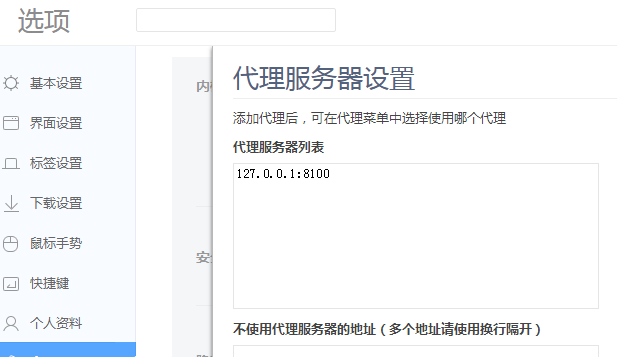 选项
基本设置
界面设置
标签设置
下载设置
鼠标手势
快捷键
个人资料
代理服务器设置
添加代理后，可在代理菜单中选择使用哪个代理
代理服务器列表
127.0.0.1:8100
不使用代理服务器的地址（多个地址请使用换行隔开）